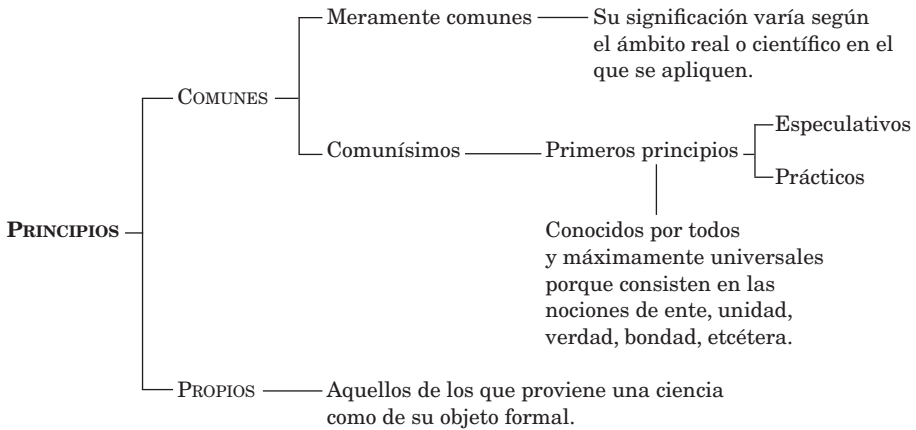 Meramente comunes
Su significación varía según
el ámbito real o científico en el
que se apliquen.
COMUNES
Comunísimos
Primeros principios
Especulativos
Prácticos
PRINCIPIOS
Conocidos por todos
y máximamente universales
porque consisten en las
nociones de ente, unidad,
verdad, bondad, etcétera.
PROPIOS
Aquellos de los que proviene una ciencia
como de su objeto formal.